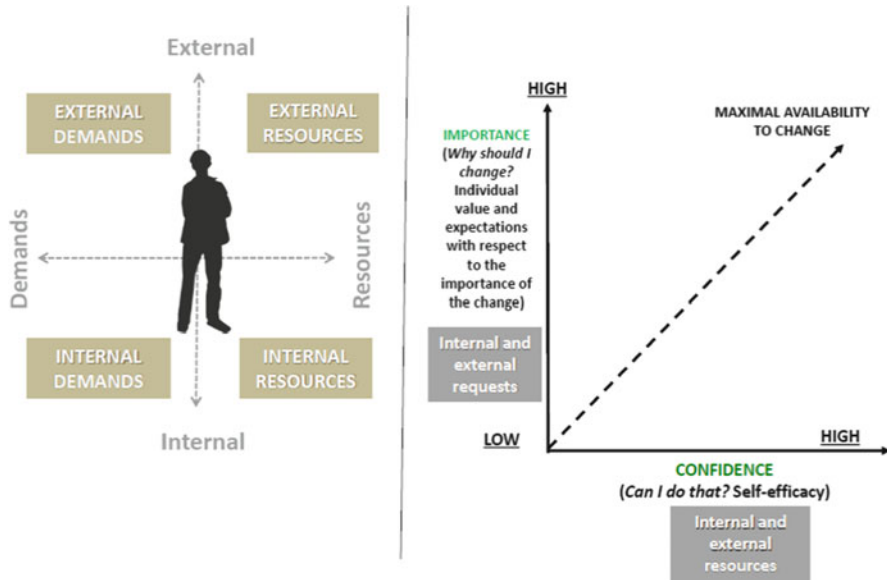 External
EXTERNAL
DEMANDS
EXTERNAL
RESOURCES
Demands
Resources
INTERNAL
DEMANDS
INTERNAL
RESOURCES
Internal
HIGH
IMPORTANCE
(Why should I
change?
Individual
value and
expectations
with respect
to the
importance of
the change)
Internal and
external
requests
MAXIMAL AVAILABILITY
TO CHANGE
LOW
HIGH
CONFIDENCE
(Can I do that? Self-efficacy)
Internal and
external
resources